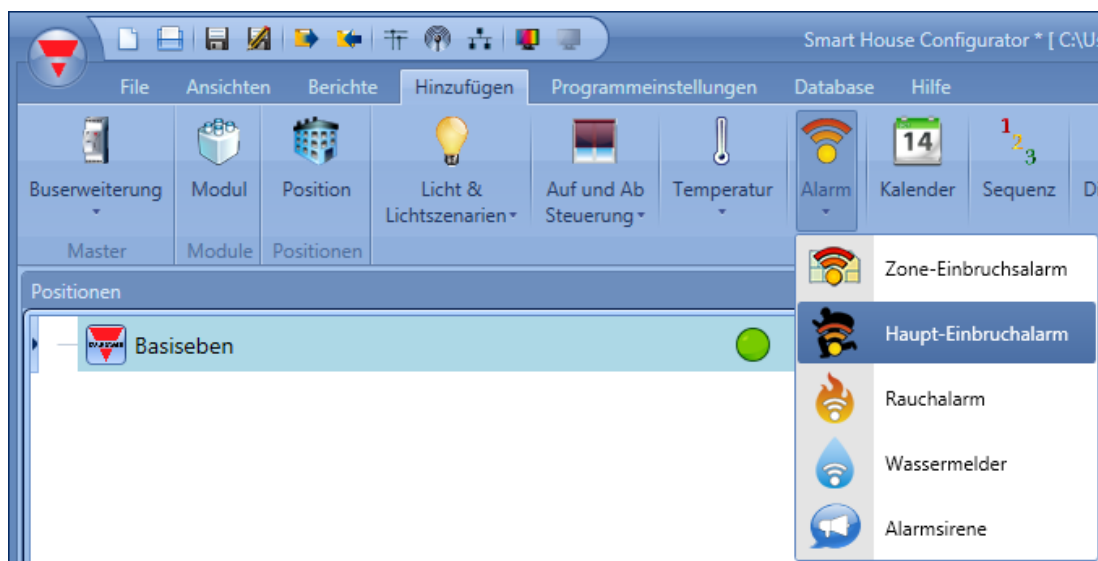 Smart House Configurator * [ C:\Us
File Ansichten Berichte Hinzufügen Programmeinstellungen Database Hilfe
14 1 2 3
Buserweiterung Modul Position Licht & Lichtszenarien Auf und Ab Steuerung Temperatur Alarm Kalender Sequenz D
Master Module Positionen
Zone-Einbruchsalarm
Positionen
Basiseben
Haupt-Einbruchalarm
Rauchalarm
Wassermelder
Alarmsirene